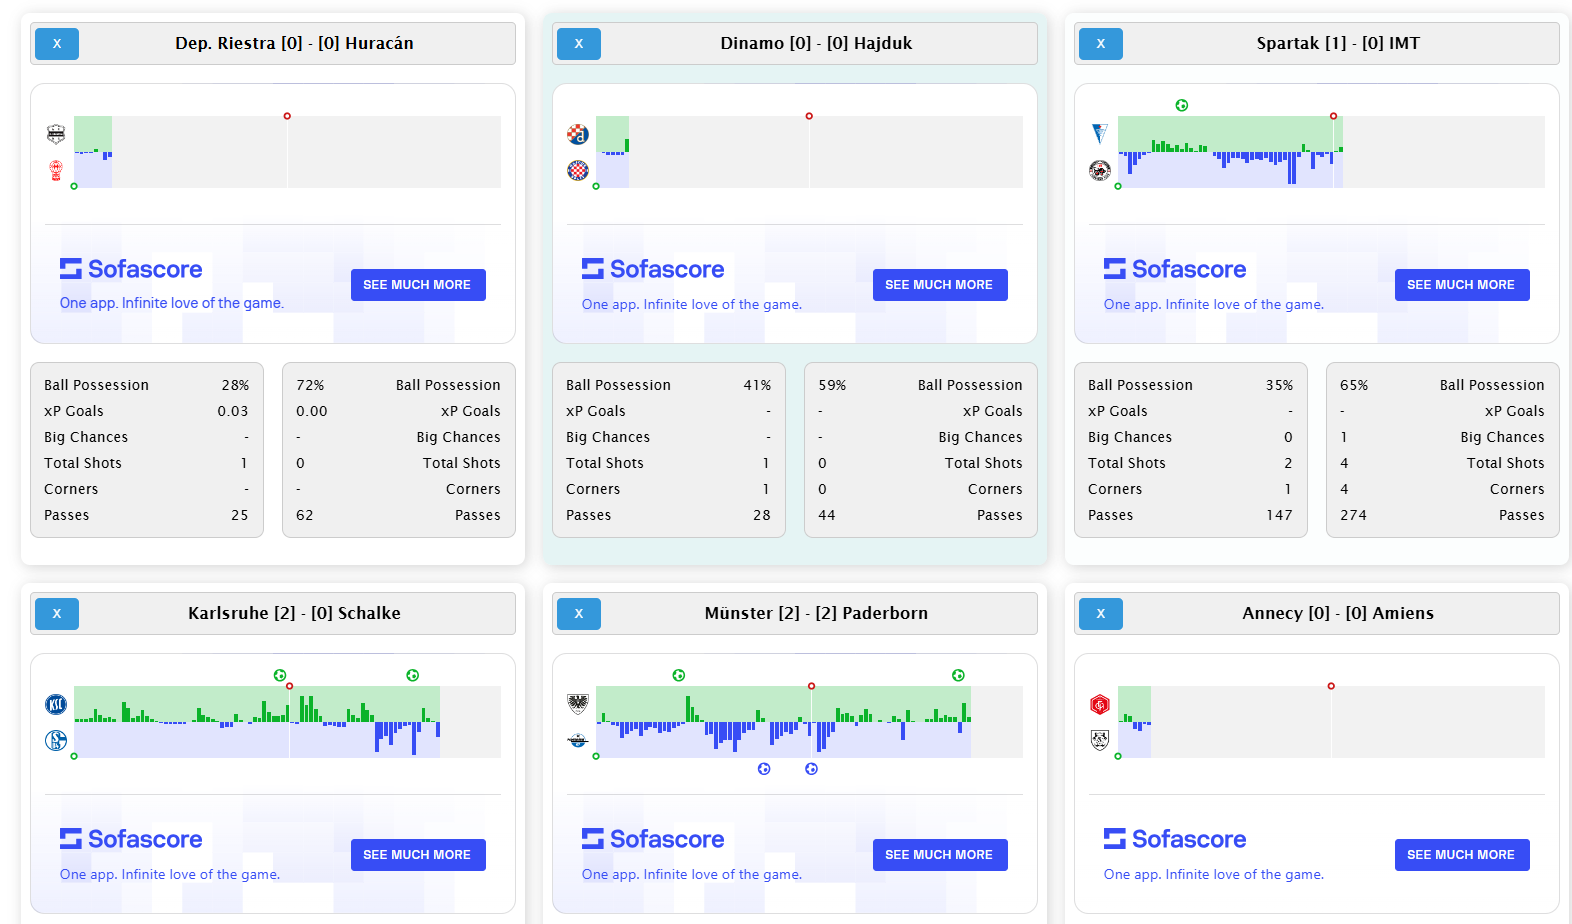 X
Dep. Riestra [0] - [0] Huracán
Sofascore
One app. Infinite love of the game.
SEE MUCH MORE
Ball Possession 28%
xP Goals 0.03
Big Chances -
Total Shots 1
Corners -
Passes 25
72% Ball Possession
0.00 xP Goals
- Big Chances
0 Total Shots
- Corners
62 Passes
X
Dinamo [0] - [0] Hajduk
Sofascore
One app. Infinite love of the game.
SEE MUCH MORE
Ball Possession 41%
xP Goals -
Big Chances -
Total Shots 1
Corners 1
Passes 28
59% Ball Possession
- xP Goals
- Big Chances
0 Total Shots
0 Corners
44 Passes
X
Spartak [1] - [0] IMT
Sofascore
One app. Infinite love of the game.
SEE MUCH MORE
Ball Possession 35%
xP Goals -
Big Chances 0
Total Shots 2
Corners 1
Passes 147
65% Ball Possession
- xP Goals
1 Big Chances
4 Total Shots
4 Corners
274 Passes
X
Karlsruhe [2] - [0] Schalke
KSC
Sofascore
One app. Infinite love of the game.
SEE MUCH MORE
X
Münster [2] - [2] Paderborn
Sofascore
One app. Infinite love of the game.
SEE MUCH MORE
X
Annecy [0] - [0] Amiens
Sofascore
One app. Infinite love of the game.
SEE MUCH MORE